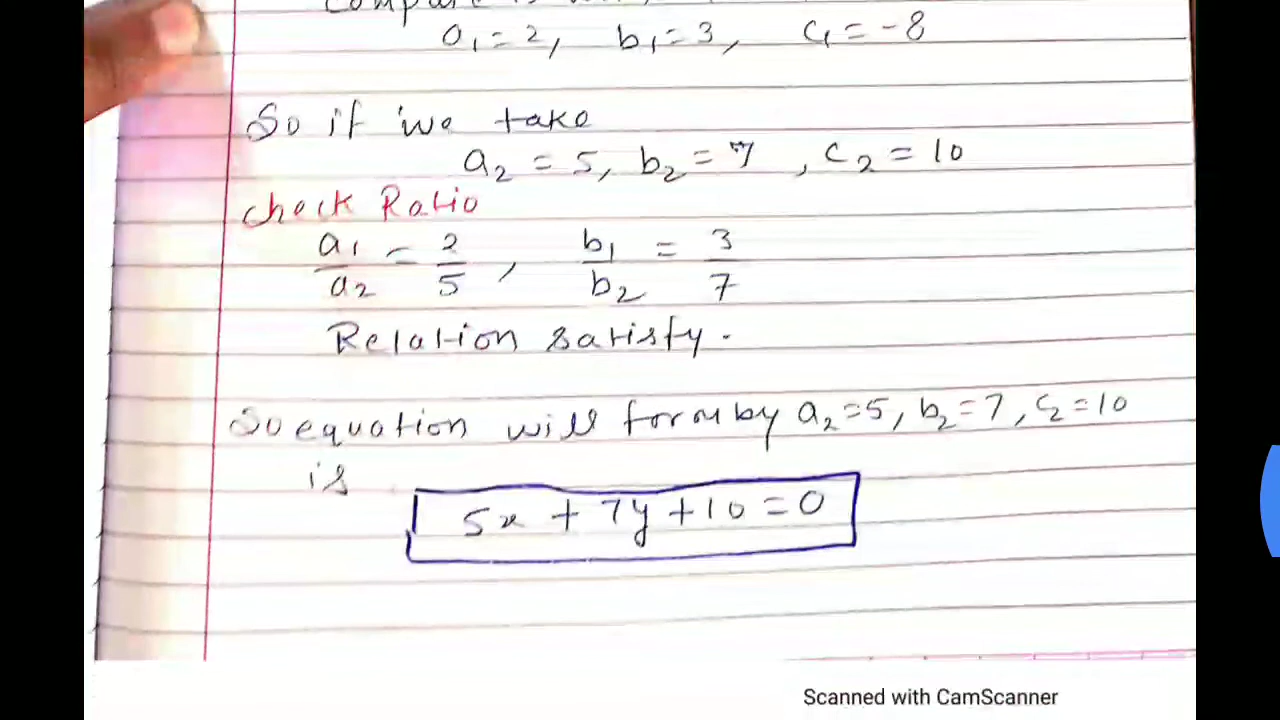 a₁ = 2, b₁ = 3, c₁ = -8
So if we take
a₂ = 5, b₂ = 7, c₂ = 10
check Ratio
a₁/a₂ = 2/5, b₁/b₂ = 3/7
Relation satisfy.
So equation will form by a₂ = 5, b₂ = 7, c₂ = 10
is
5x + 7y + 10 = 0
Scanned with CamScanner